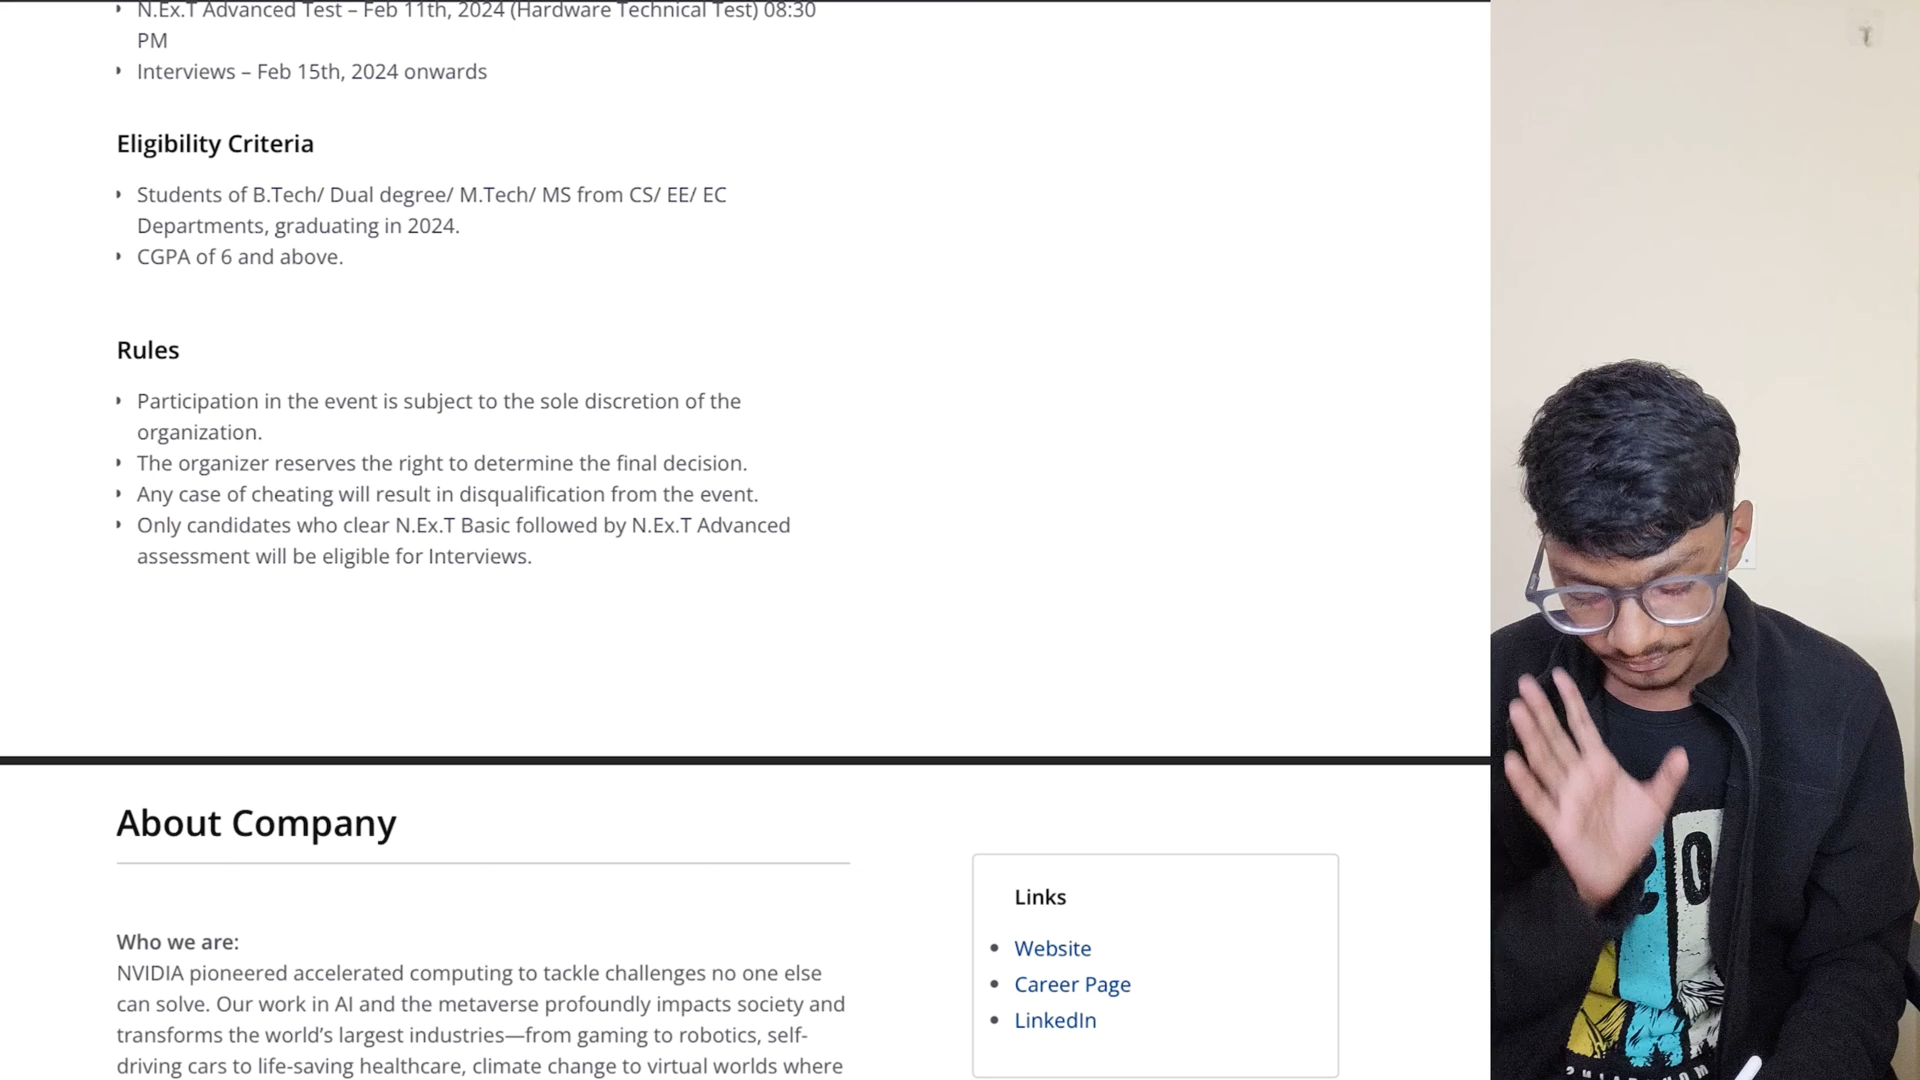 N.Ex.T Advanced Test – Feb 11th, 2024 (Hardware Technical Test) 08:30
PM
Interviews – Feb 15th, 2024 onwards
Eligibility Criteria
Students of B.Tech/ Dual degree/ M.Tech/ MS from CS/ EE/ EC
Departments, graduating in 2024.
CGPA of 6 and above.
Rules
Participation in the event is subject to the sole discretion of the
organization.
The organizer reserves the right to determine the final decision.
Any case of cheating will result in disqualification from the event.
Only candidates who clear N.Ex.T Basic followed by N.Ex.T Advanced
assessment will be eligible for Interviews.
About Company
Who we are:
NVIDIA pioneered accelerated computing to tackle challenges no one else
can solve. Our work in AI and the metaverse profoundly impacts society and
transforms the world’s largest industries—from gaming to robotics, self-
driving cars to life-saving healthcare, climate change to virtual worlds where
Links
Website
Career Page
LinkedIn